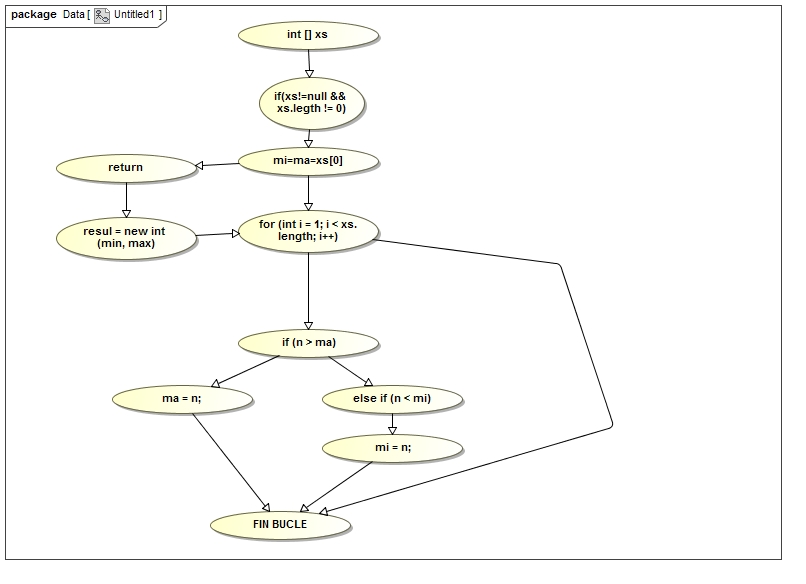 package Data [ Untitled1 ]
int [] xs
if(xs!=null &&
xs.legth != 0)
mi=ma=xs[0]
return
resul = new int
(min, max)
for (int i = 1; i < xs.
length; i++)
if (n > ma)
ma = n;
else if (n < mi)
mi = n;
FIN BUCLE